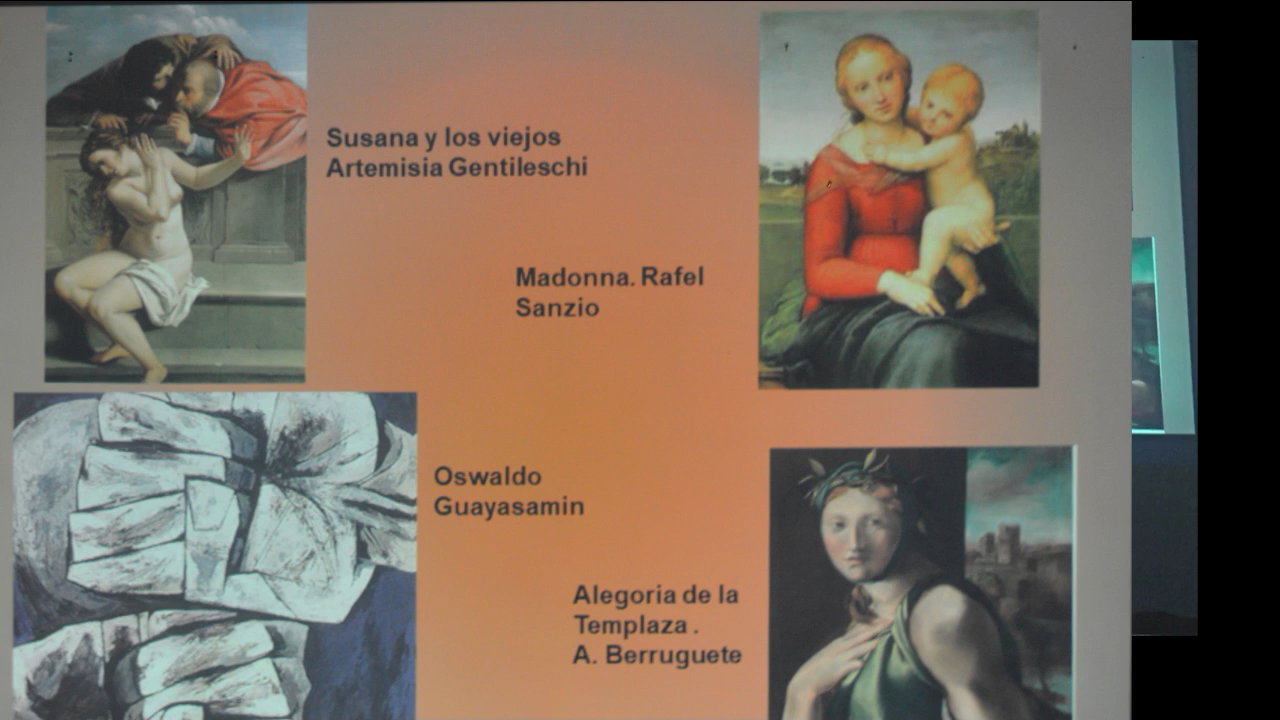 Susana y los viejos
Artemisia Gentileschi
Madonna. Rafel
Sanzio
Oswaldo
Guayasamin
Alegoria de la
Templaza .
A. Berruguete